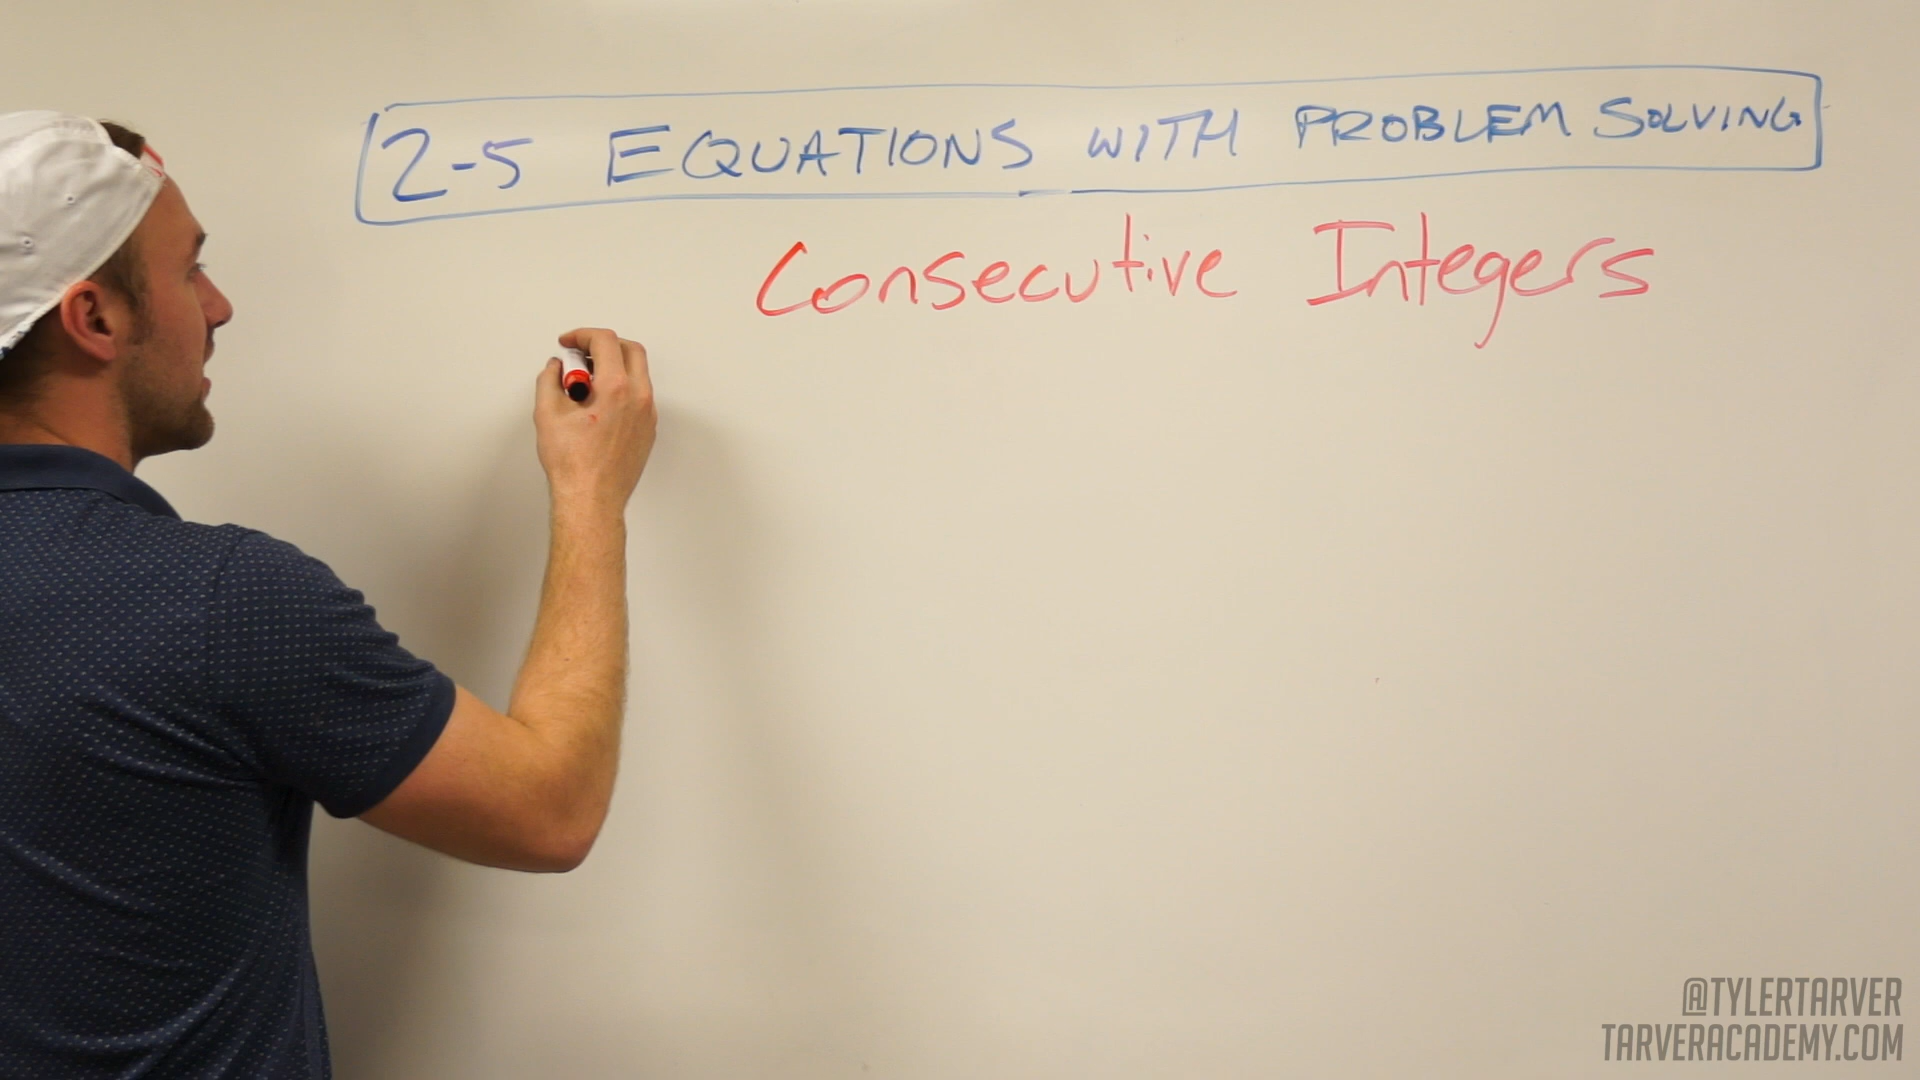 2-5 EQUATIONS WITH PROBLEM SOLVING
Consecutive Integers
@TYLERTARVER
TARVERACADEMY.COM